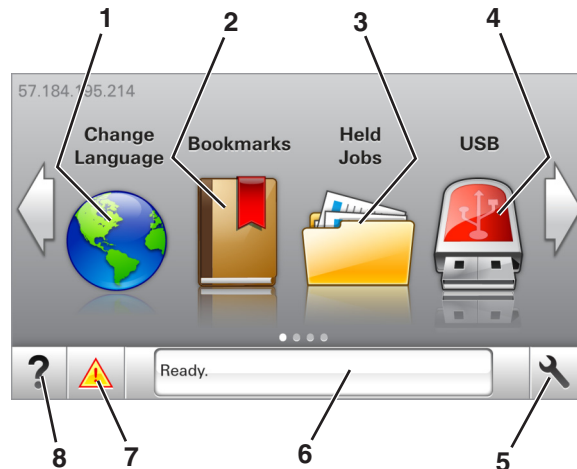 1 2 3 4
57.184.195.214
Change
Language
Bookmarks
Held
Jobs
USB
? Ready.
8 7 6 5